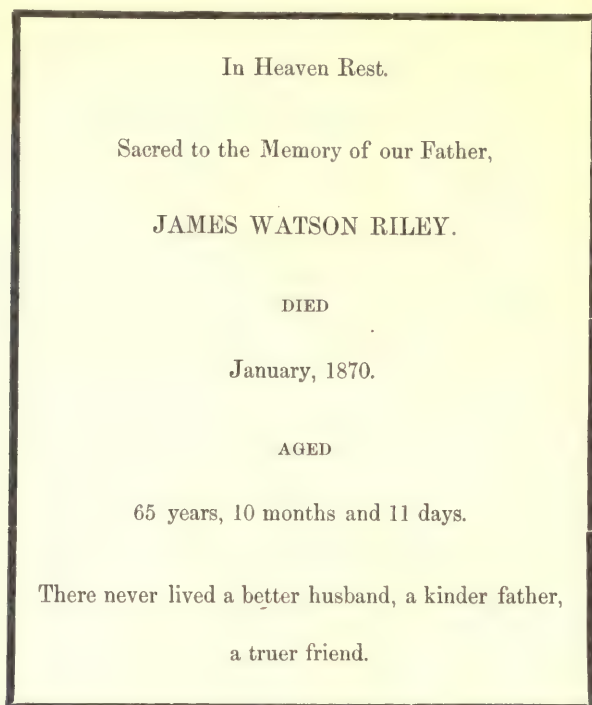 In Heaven Rest.
Sacred to the Memory of our Father,
JAMES WATSON RILEY.
DIED
January, 1870.
AGED
65 years, 10 months and 11 days.
There never lived a better husband, a kinder father,
a truer friend.